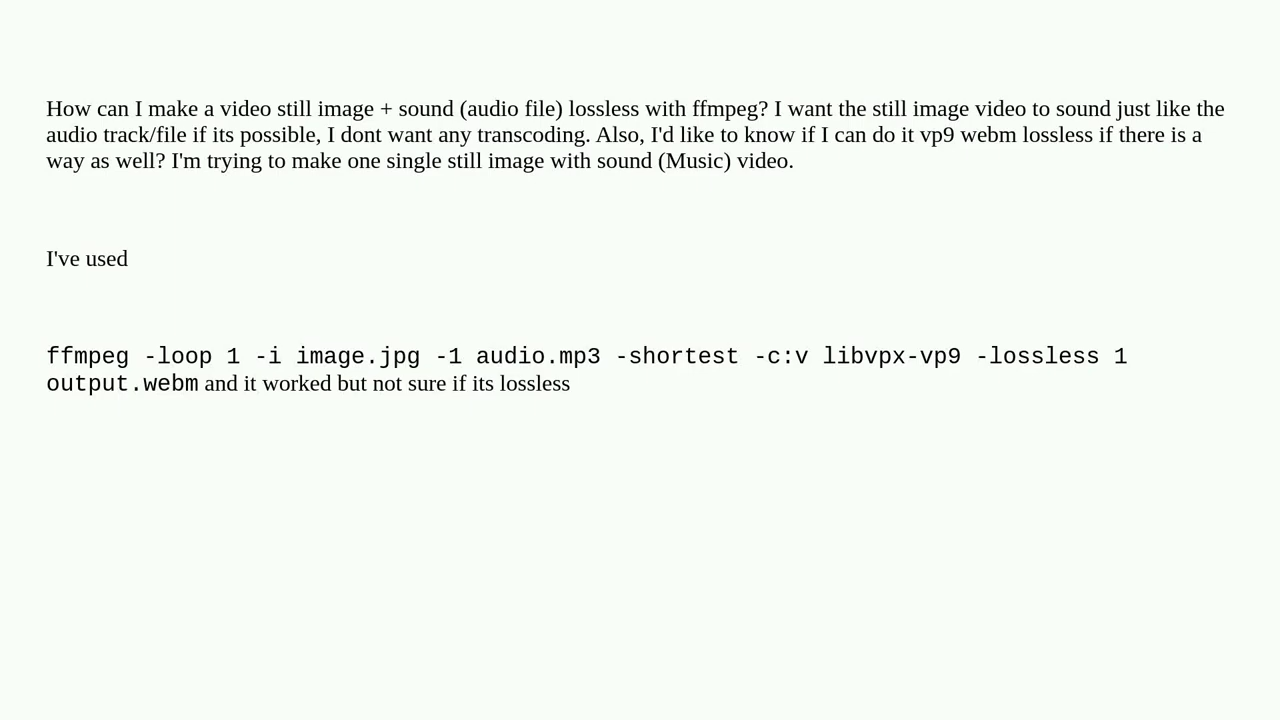 How can I make a video still image + sound (audio file) lossless with ffmpeg? I want the still image video to sound just like the
audio track/file if its possible, I dont want any transcoding. Also, I'd like to know if I can do it vp9 webm lossless if there is a
way as well? I'm trying to make one single still image with sound (Music) video.
I've used
ffmpeg -loop 1 -i image.jpg -1 audio.mp3 -shortest -c:v libvpx-vp9 -lossless 1
output.webm and it worked but not sure if its lossless